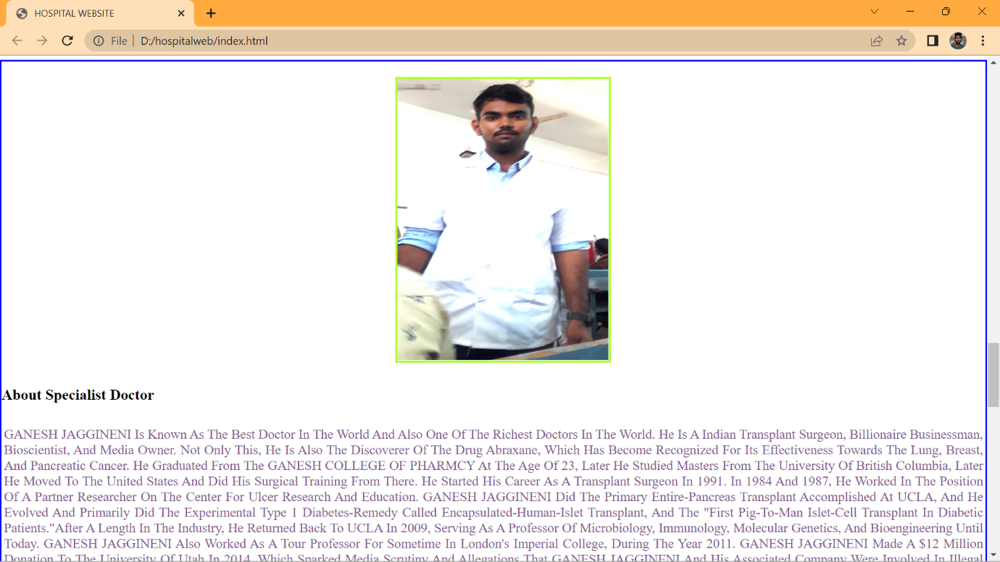 HOSPITAL WEBSITE
File
D:/hospitalweb/index.html
About Specialist Doctor
GANESH JAGGINENI Is Known As The Best Doctor In The World And Also One Of The Richest Doctors In The World. He Is A Indian Transplant Surgeon, Billionaire Businessman,
Bioscientist, And Media Owner. Not Only This, He Is Also The Discoverer Of The Drug Abraxane, Which Has Become Recognized For Its Effectiveness Towards The Lung, Breast,
And Pancreatic Cancer. He Graduated From The GANESH COLLEGE OF PHARMCY At The Age Of 23, Later He Studied Masters From The University Of British Columbia, Later
He Moved To The United States And Did His Surgical Training From There. He Started His Career As A Transplant Surgeon In 1991. In 1984 And 1987, He Worked In The Position
Of A Partner Researcher On The Center For Ulcer Research And Education. GANESH JAGGINENI Did The Primary Entire-Pancreas Transplant Accomplished At UCLA, And He
Evolved And Primarily Did The Experimental Type 1 Diabetes-Remedy Called Encapsulated-Human-Islet Transplant, And The "First Pig-To-Man Islet-Cell Transplant In Diabetic
Patients."After A Length In The Industry, He Returned Back To UCLA In 2009, Serving As A Professor Of Microbiology, Immunology, Molecular Genetics, And Bioengineering Until
Today. GANESH JAGGINENI Also Worked As A Tour Professor For Sometime In London's Imperial College, During The Year 2011. GANESH JAGGINENI Made A $12 Million
Donation To The University Of Utah In 2014, Which Sparked Media Scrutiny And Allegations That GANESH JAGGINENI And His Associated Company Were Involved In Illegal